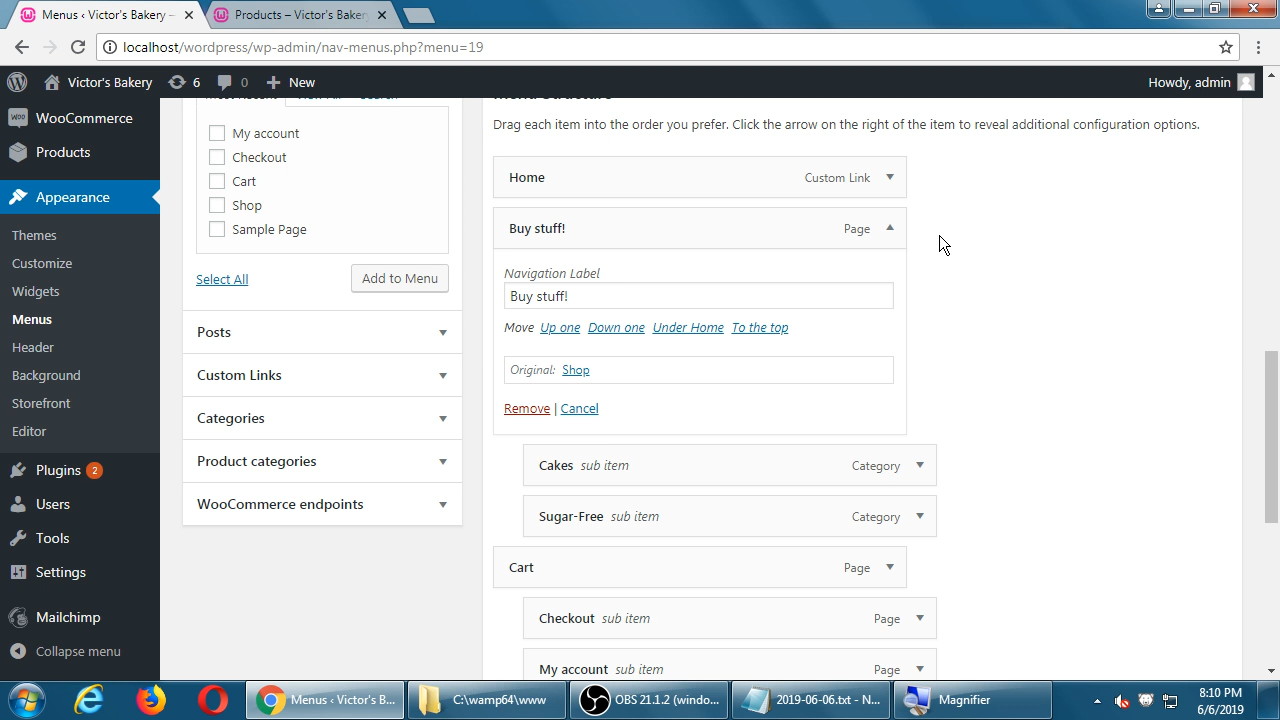 Menus ‹ Victor's Bakery –
Products – Victor's Bakery
localhost/wordpress/wp-admin/nav-menus.php?menu=19
Victor's Bakery
6
0
New
Howdy, admin
WooCommerce
Products
Appearance
Themes
Customize
Widgets
Menus
Header
Background
Storefront
Editor
Plugins 2
Users
Tools
Settings
Mailchimp
Collapse menu
My account
Checkout
Cart
Shop
Sample Page
Select All
Add to Menu
Posts
Custom Links
Categories
Product categories
WooCommerce endpoints
Drag each item into the order you prefer. Click the arrow on the right of the item to reveal additional configuration options.
Home Custom Link
Buy stuff! Page
Navigation Label
Buy stuff!
Move Up one Down one Under Home To the top
Original: Shop
Remove | Cancel
Cakes sub item Category
Sugar-Free sub item Category
Cart Page
Checkout sub item Page
My account sub item Page
Menus ‹ Victor's B...
C:\wamp64\www
OBS 21.1.2 (windo...
2019-06-06.txt - N...
Magnifier
8:10 PM
6/6/2019